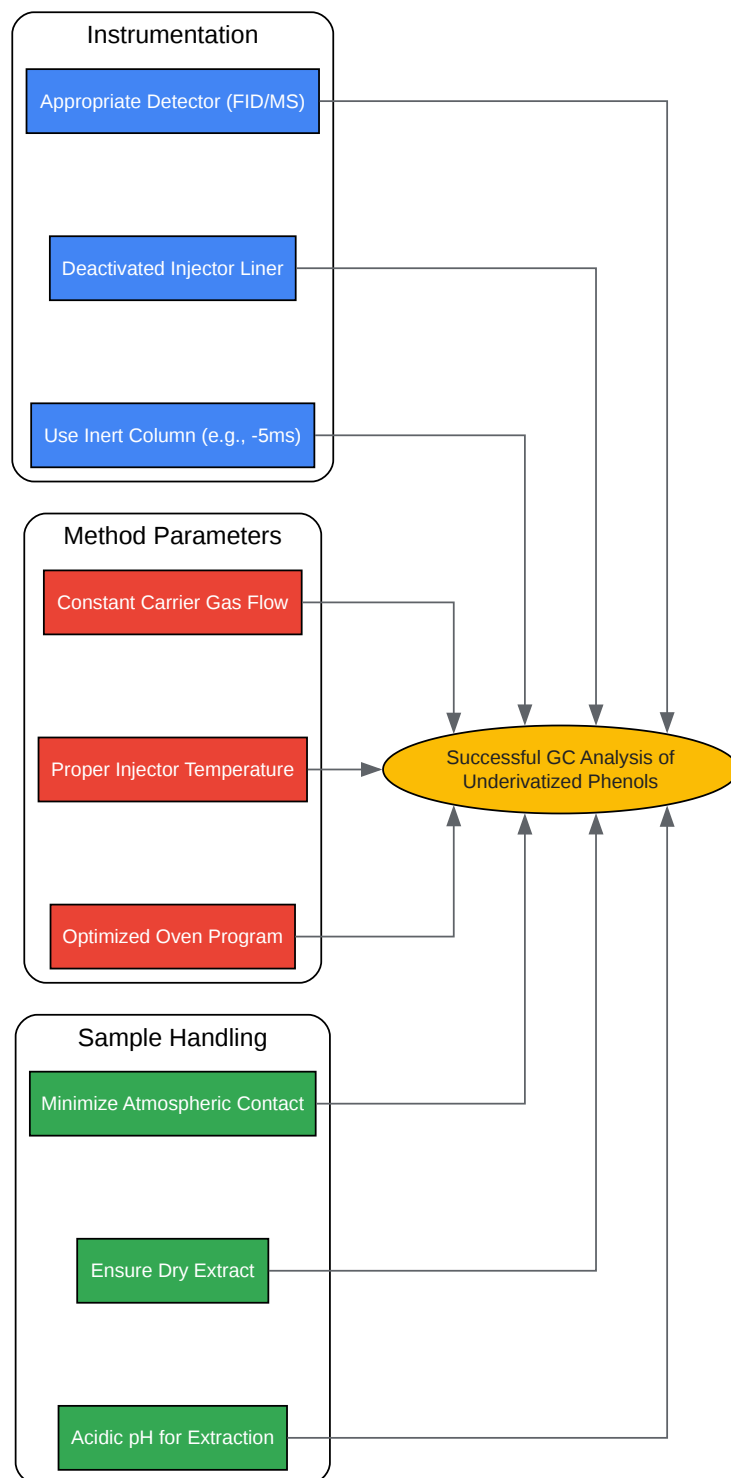 Instrumentation
Appropriate Detector (FID/MS)
Deactivated Injector Liner
Use Inert Column (e.g., -5ms)
Method Parameters
Constant Carrier Gas Flow
Proper Injector Temperature
Optimized Oven Program
Successful GC Analysis of
Underivatized Phenols
Sample Handling
Minimize Atmospheric Contact
Ensure Dry Extract
Acidic pH for Extraction